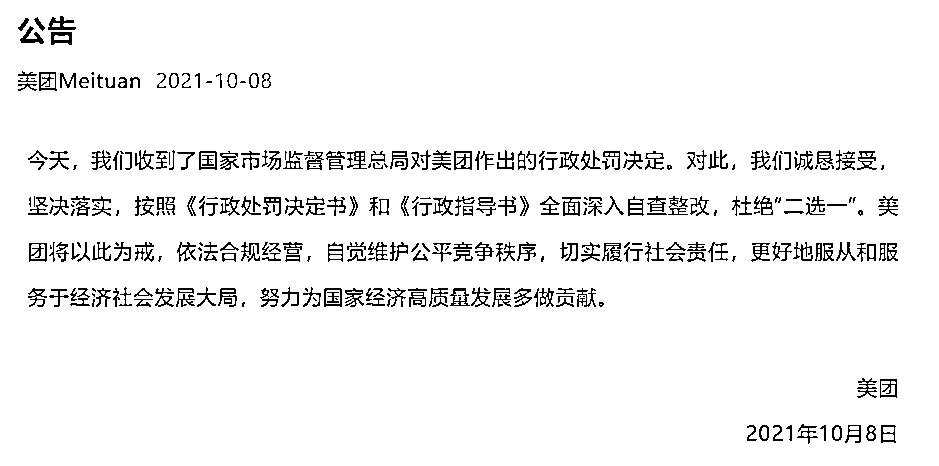 公告
美团Meituan 2021-10-08
今天，我们收到了国家市场监督管理总局对美团作出的行政处罚决定。对此，我们诚恳接受，
坚决落实，按照《行政处罚决定书》和《行政指导书》全面深入自查整改，杜绝“二选一”。美
团将以此为戒，依法合规经营，自觉维护公平竞争秩序，切实履行社会责任，更好地服从和服
务于经济社会发展大局，努力为国家经济高质量发展多做贡献。
美团
2021年10月8日